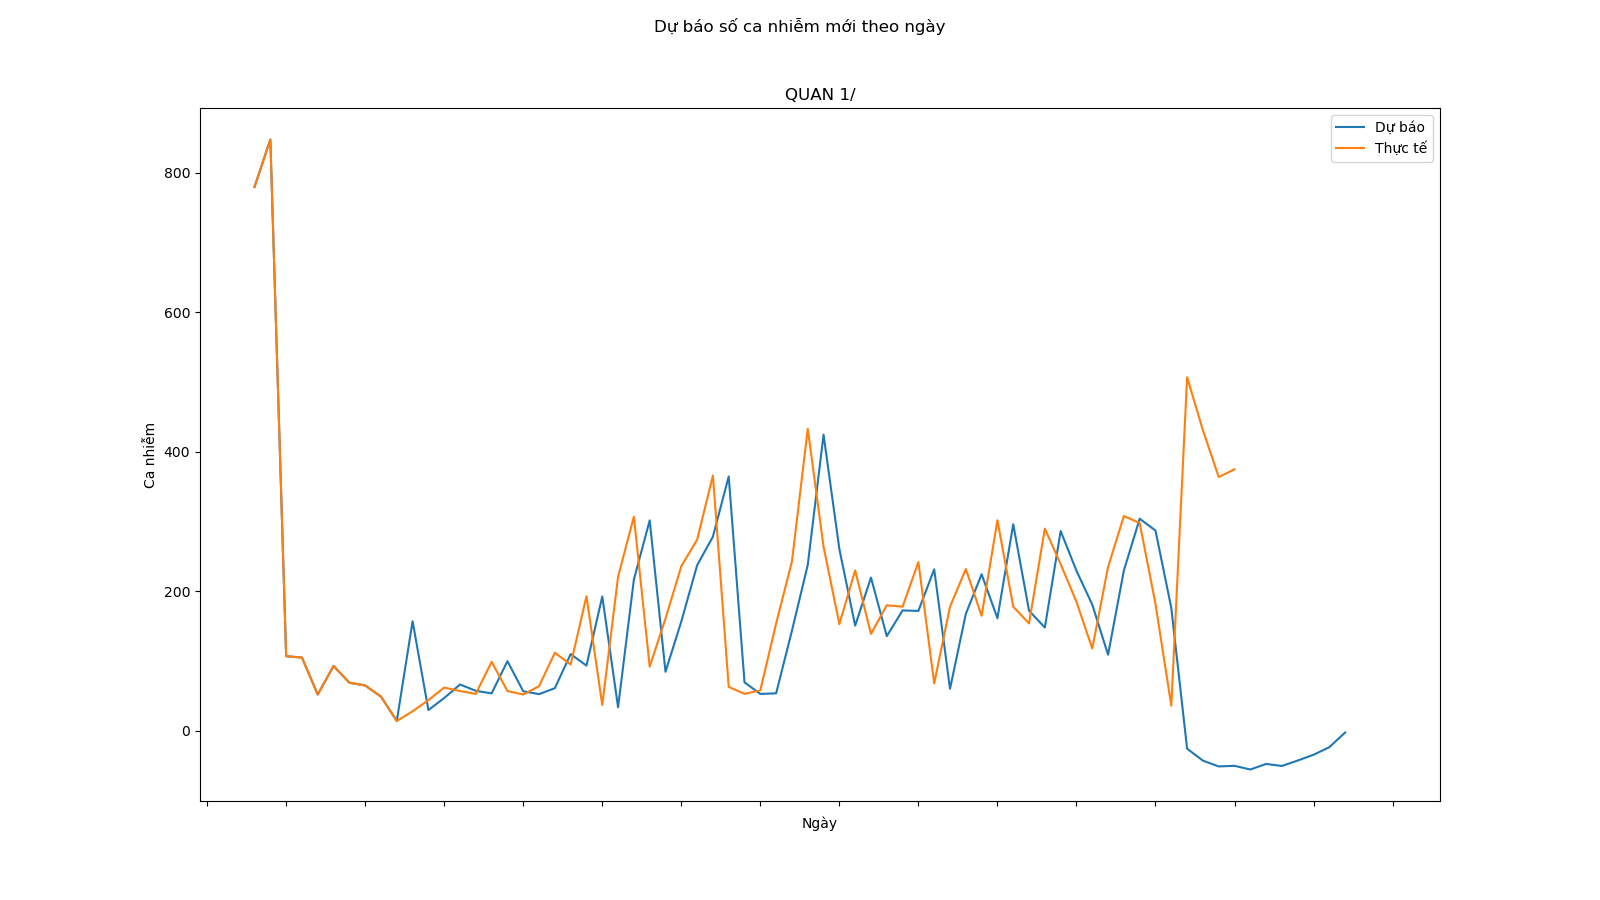 Dự báo số ca nhiễm mới theo ngày
QUAN 1/
Dự báo
Thực tế
800
600
400
200
0
Ca nhiễm
Ngày